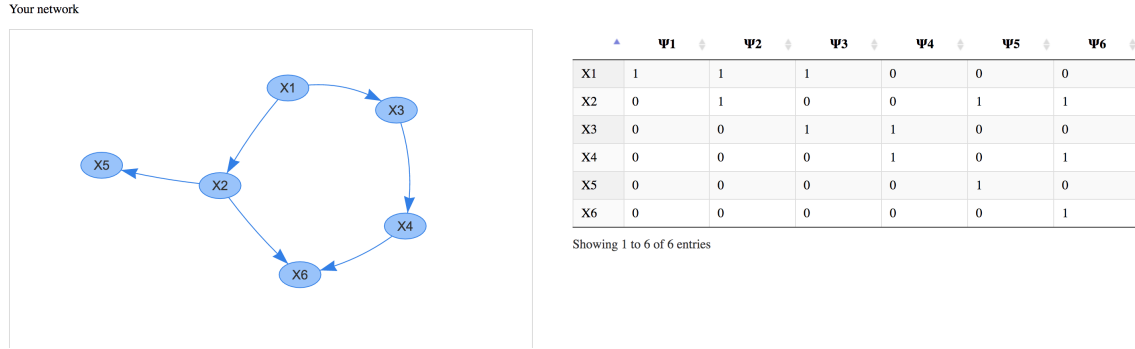 Your network
X1
X3
X5
X2
X4
X6
Ψ1 Ψ2 Ψ3 Ψ4 Ψ5 Ψ6
X1 1 1 1 0 0 0
X2 0 1 0 0 1 1
X3 0 0 1 1 0 0
X4 0 0 0 1 0 1
X5 0 0 0 0 1 0
X6 0 0 0 0 0 1
Showing 1 to 6 of 6 entries